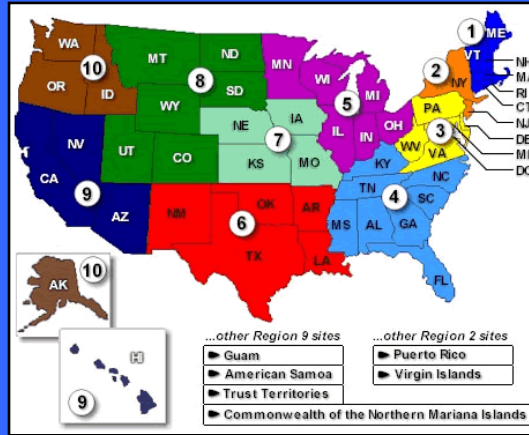 1
WA
ME
MT
ND
VT
MN
NH
10
2
MA
OR
ID
8
WI
NY
RI
SD
MI
CT
WY
5
PA
NJ
IA
NE
OH
3
DE
NV
7
IL
IN
WV
MD
UT
VA
DC
CO
KS
MO
KY
CA
NC
9
TN
OK
4
SC
AZ
NM
AR
6
MS
AL
GA
TX
LA
10
AK
FL
HI
9
...other Region 9 sites
Guam
American Samoa
Trust Territories
Commonwealth of the Northern Mariana Islands
...other Region 2 sites
Puerto Rico
Virgin Islands